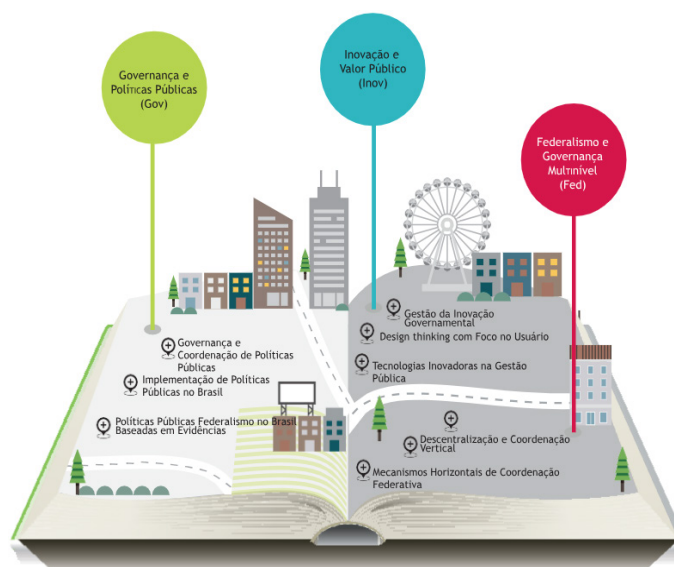 Governança e
Políticas Públicas
(Gov)
Inovação e
Valor Público
(Inov)
Federalismo e
Governança
Multinível
(Fed)
Governança e
Coordenação de Políticas
Públicas
Implementação de Políticas
Públicas no Brasil
Políticas Públicas Federalismo no Brasil
Baseadas em Evidências
Gestão da Inovação
Governamental
Design thinking com Foco no Usuário
Tecnologias Inovadoras na Gestão
Pública
Descentralização e Coordenação
Vertical
Mecanismos Horizontais de Coordenação
Federativa